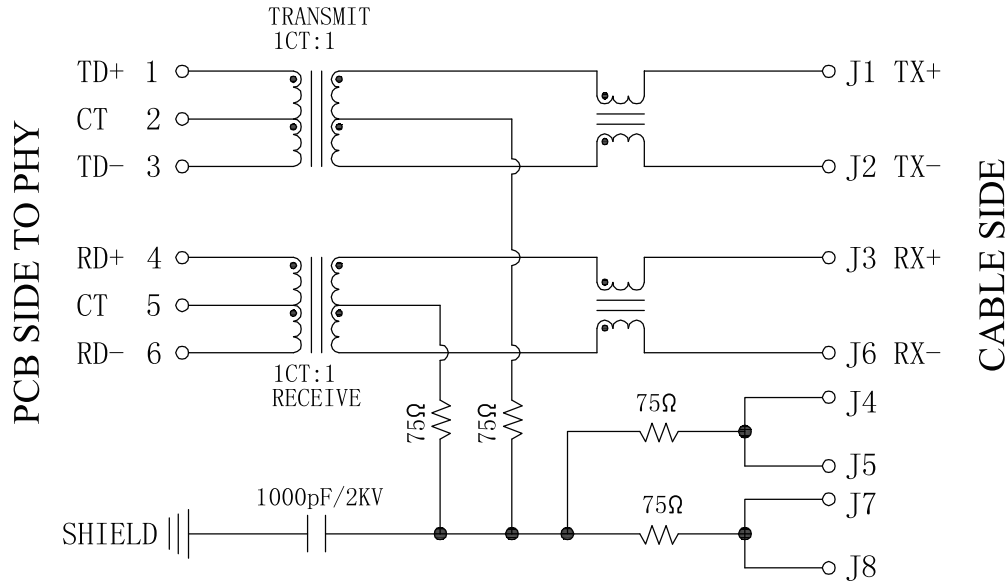 TRANSMIT
1CT:1
TD+ 1
CT 2
TD- 3
J1 TX+
J2 TX-
PCB SIDE TO PHY
CABLE SIDE
RD+ 4
CT 5
RD- 6
J3 RX+
J6 RX-
1CT:1
RECEIVE
75Ω
75Ω
75Ω
J4
J5
1000pF/2KV
75Ω
J7
SHIELD
J8